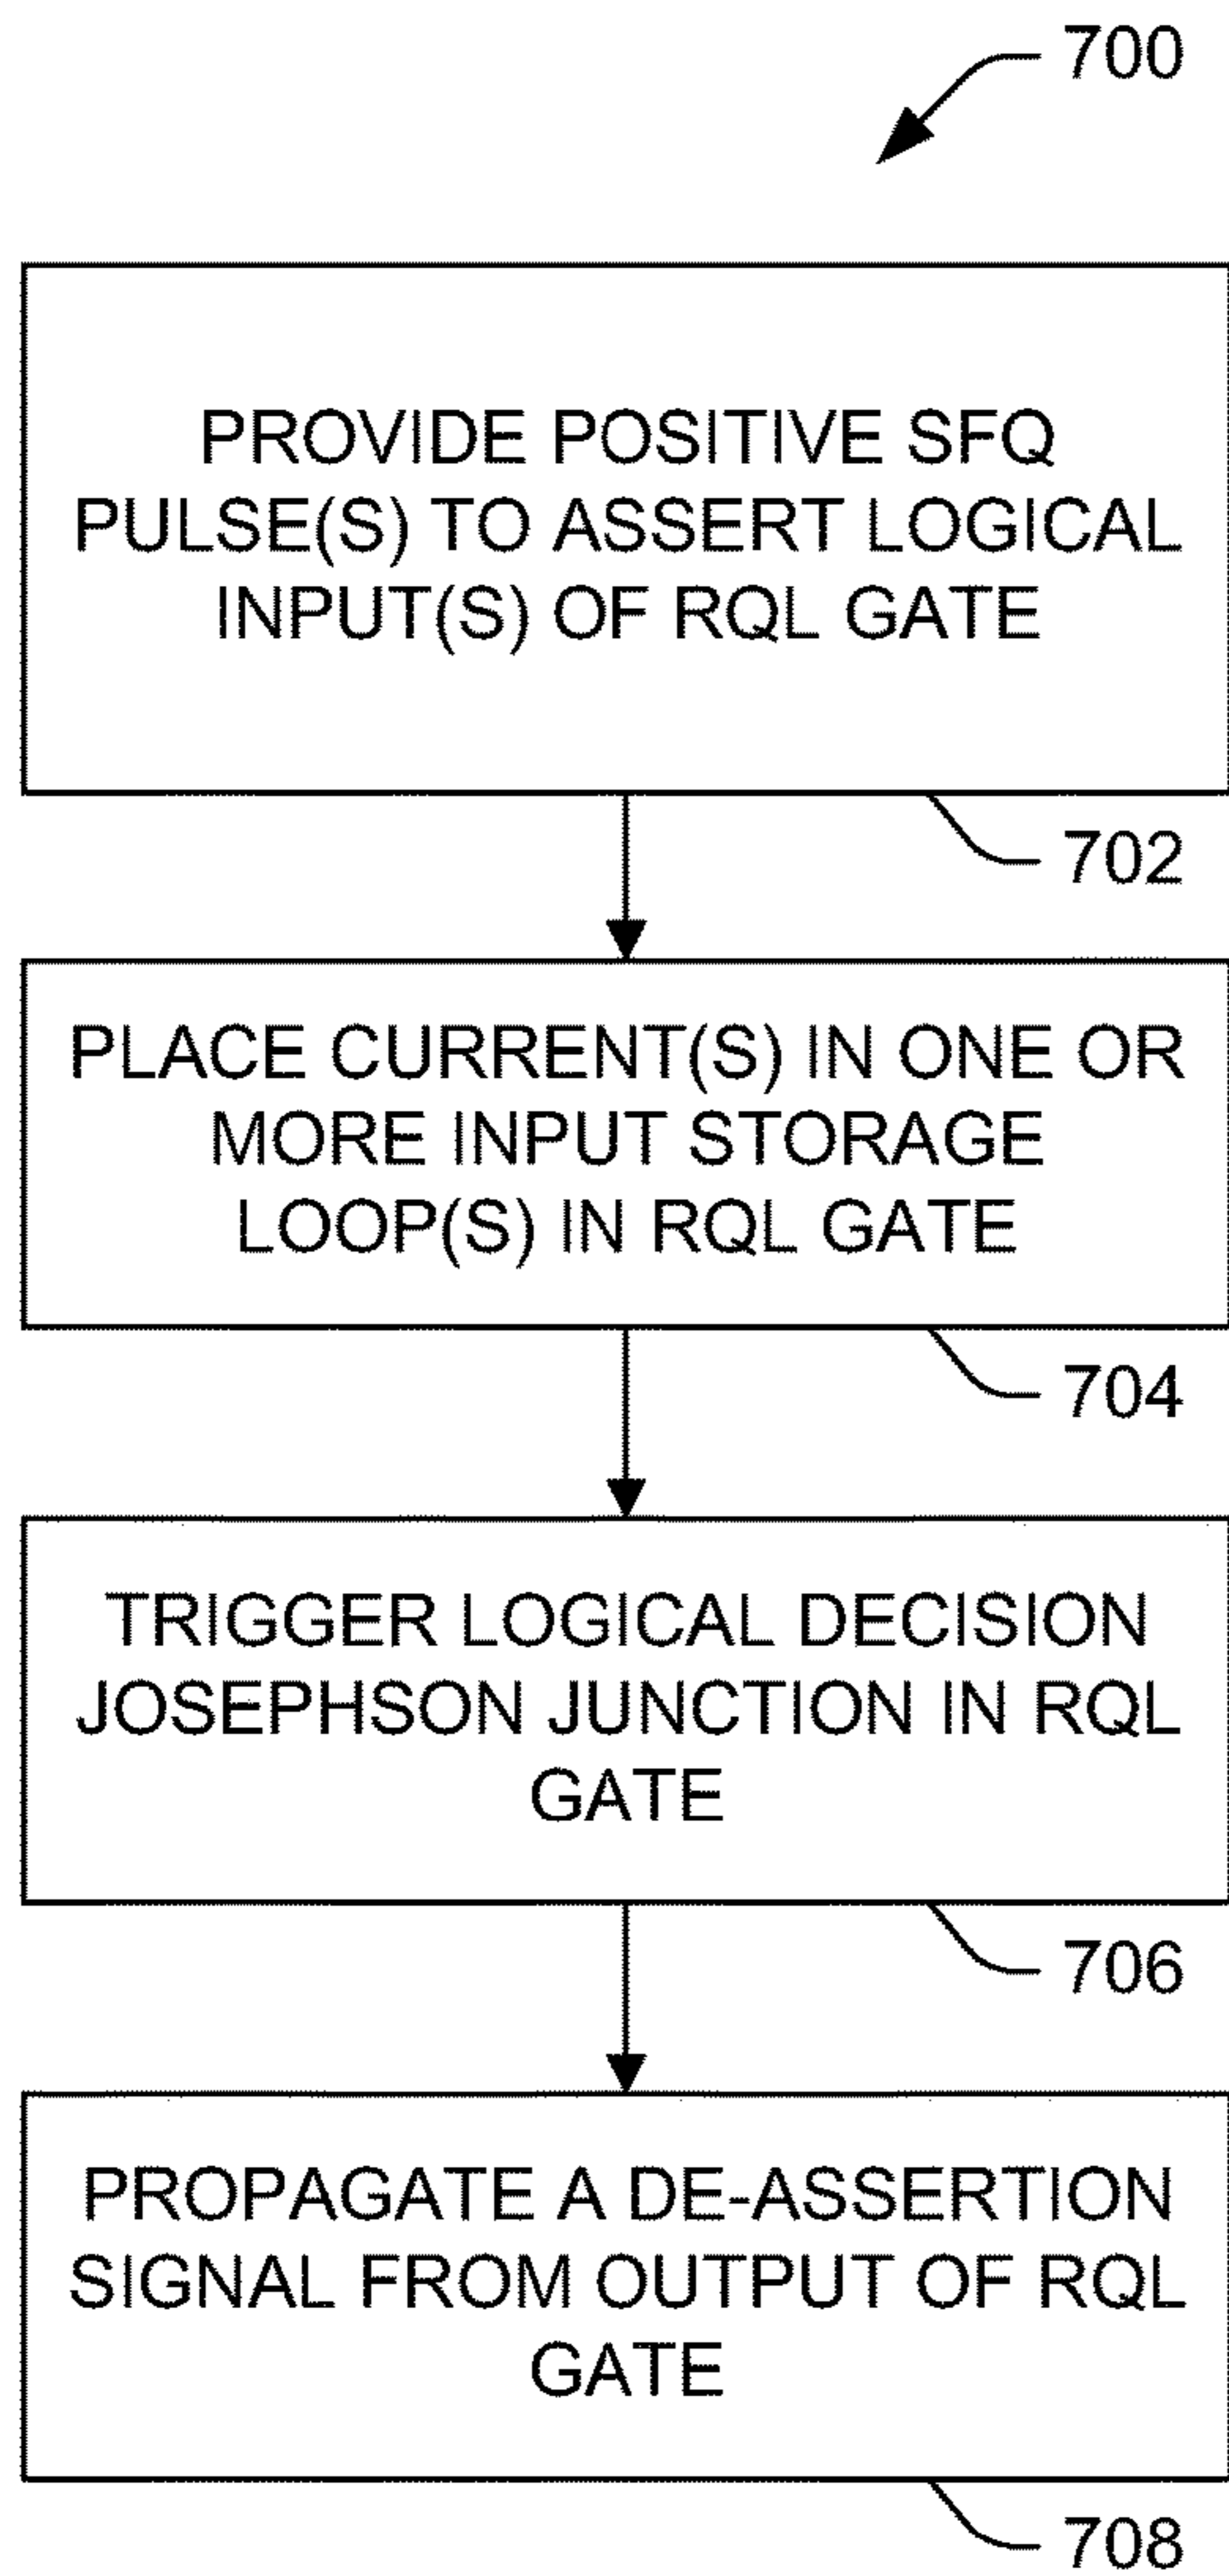 700
PROVIDE POSITIVE SFQ
PULSE(S) TO ASSERT LOGICAL
INPUT(S) OF RQL GATE
702
PLACE CURRENT(S) IN ONE OR
MORE INPUT STORAGE
LOOP(S) IN RQL GATE
704
TRIGGER LOGICAL DECISION
JOSEPHSON JUNCTION IN RQL
GATE
706
PROPAGATE A DE-ASSERTION
SIGNAL FROM OUTPUT OF RQL
GATE
708